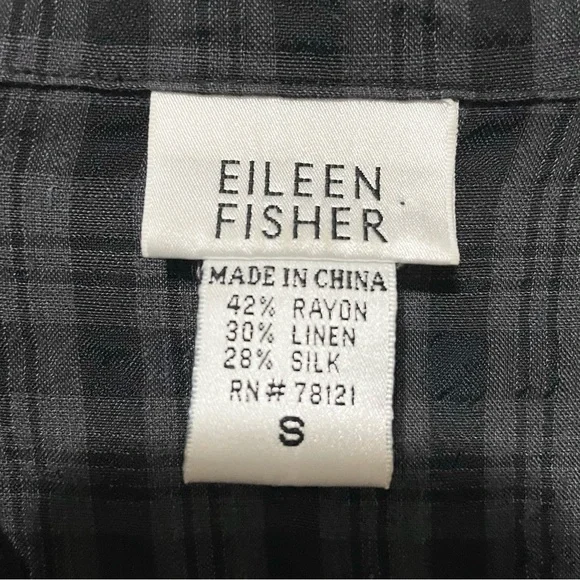 EILEEN
FISHER
MADE IN CHINA
42% RAYON
30% LINEN
28% SILK
RN# 78121
S